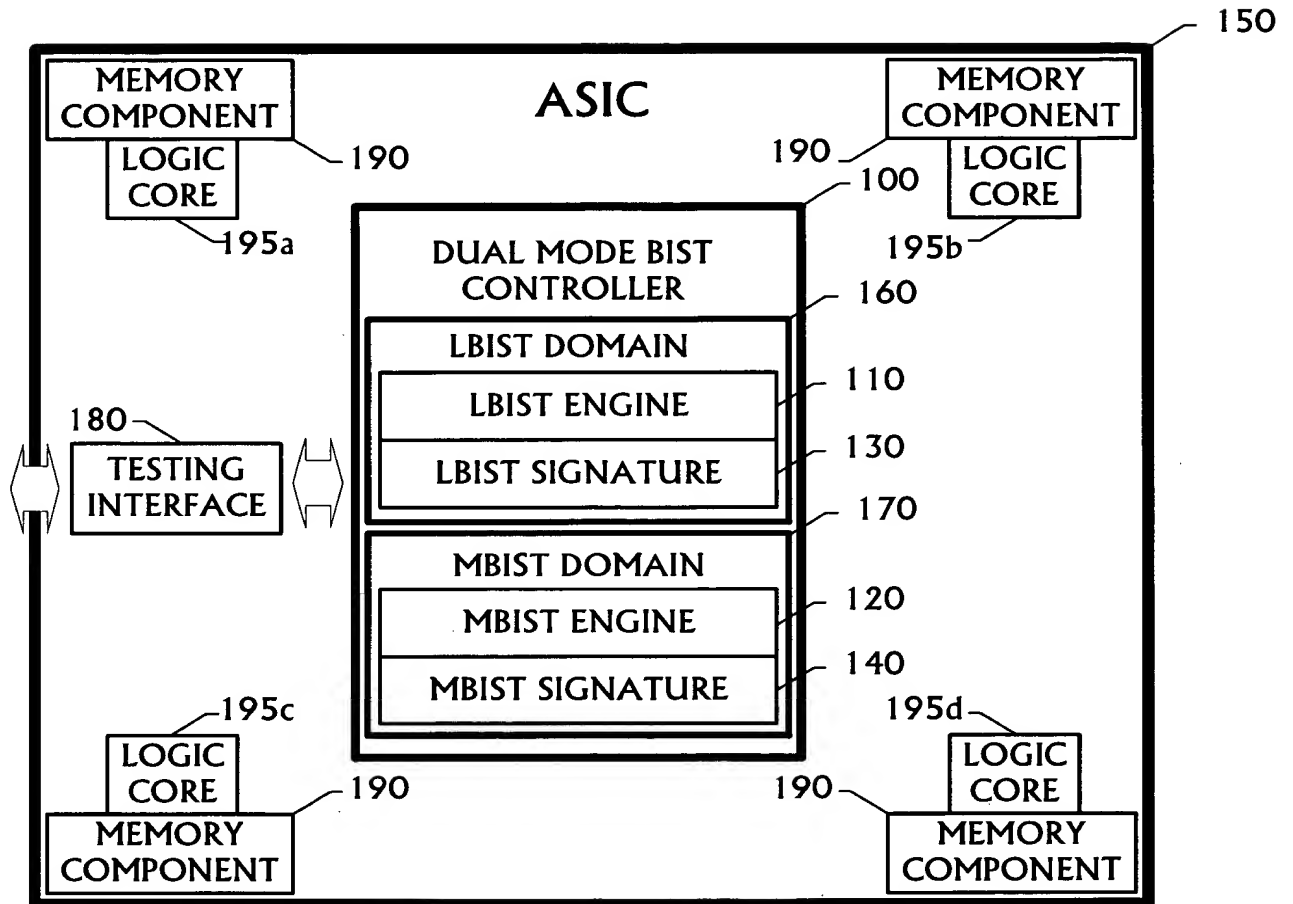 150
MEMORY
COMPONENT
ASIC
MEMORY
COMPONENT
190
LOGIC
CORE
195a
190
LOGIC
CORE
195b
100
DUAL MODE BIST
CONTROLLER
160
LBIST DOMAIN
LBIST ENGINE
110
LBIST SIGNATURE
130
180
TESTING
INTERFACE
170
MBIST DOMAIN
MBIST ENGINE
120
MBIST SIGNATURE
140
195c
LOGIC
CORE
190
MEMORY
COMPONENT
195d
LOGIC
CORE
190
MEMORY
COMPONENT